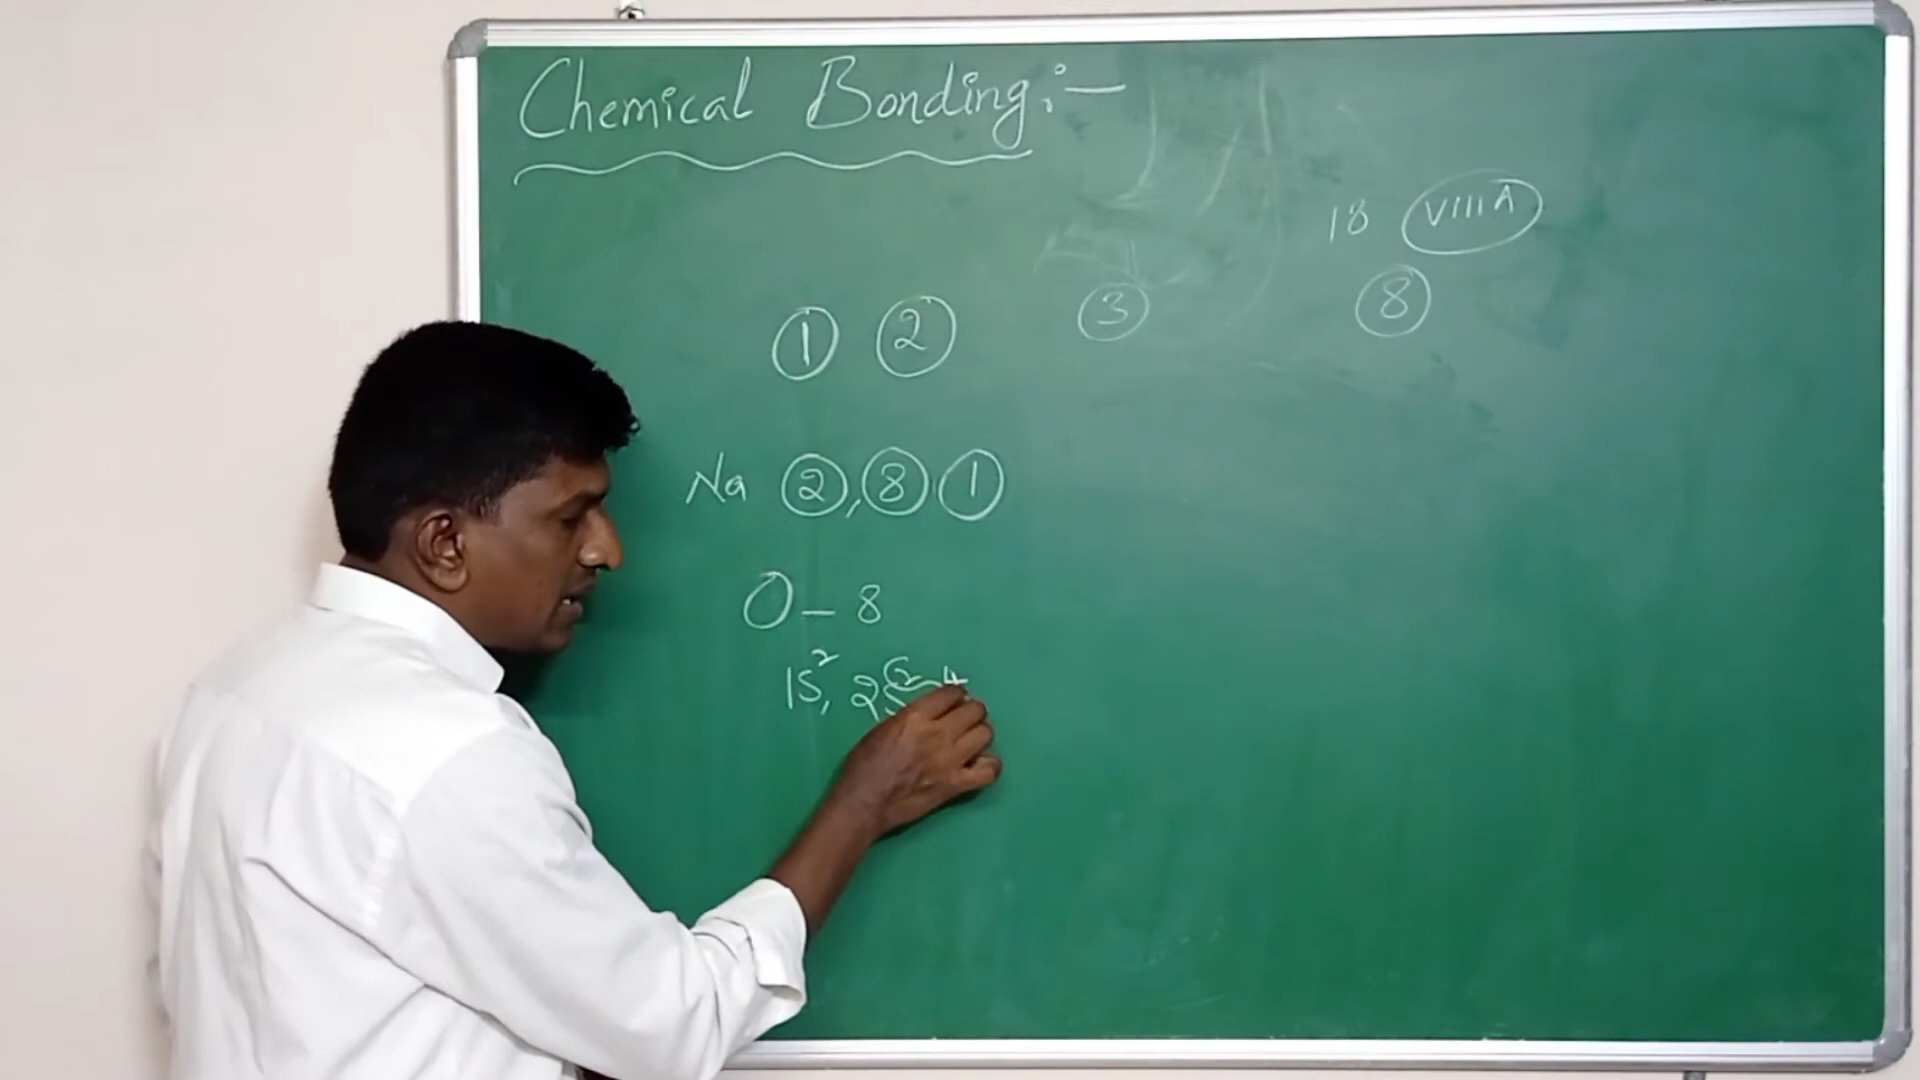 Chemical Bonding:-
18 VIIIA
1 2 3 8
Na 2, 8 1
O - 8
1S², 2S²